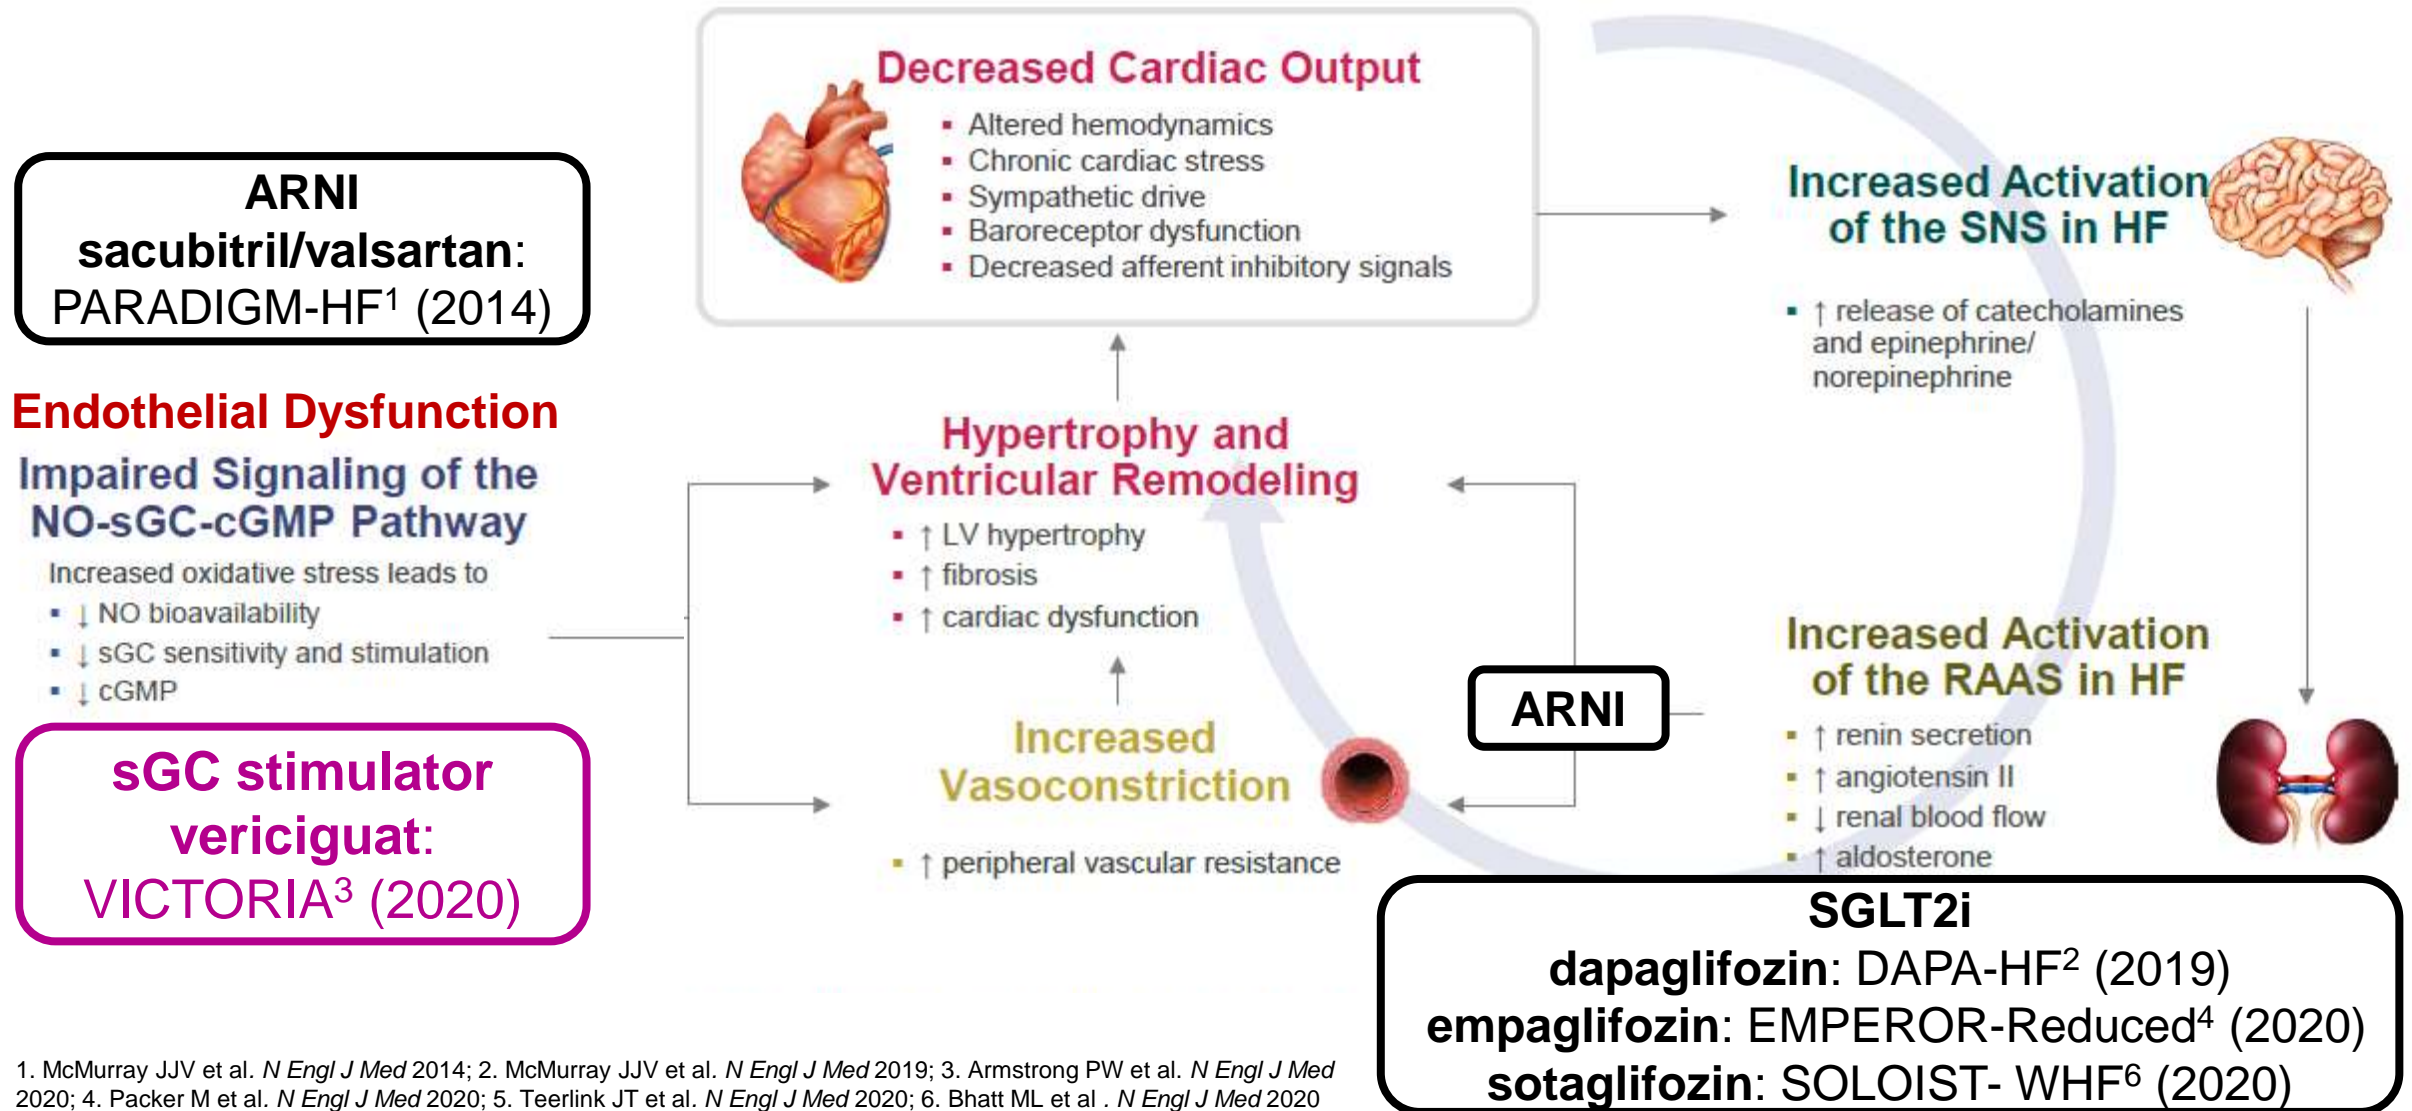 Decreased Cardiac Output
▪ Altered hemodynamics
▪ Chronic cardiac stress
▪ Sympathetic drive
▪ Baroreceptor dysfunction
▪ Decreased afferent inhibitory signals
ARNI
sacubitril/valsartan:
PARADIGM-HF¹ (2014)
Increased Activation
of the SNS in HF
▪ ↑ release of catecholamines
and epinephrine/
norepinephrine
Endothelial Dysfunction
Impaired Signaling of the
NO-sGC-cGMP Pathway
Increased oxidative stress leads to
▪ ↓ NO bioavailability
▪ ↓ sGC sensitivity and stimulation
▪ ↓ cGMP
Hypertrophy and
Ventricular Remodeling
▪ ↑ LV hypertrophy
▪ ↑ fibrosis
▪ ↑ cardiac dysfunction
ARNI
Increased Activation
of the RAAS in HF
▪ ↑ renin secretion
▪ ↑ angiotensin II
▪ ↓ renal blood flow
▪ ↑ aldosterone
Increased
Vasoconstriction
▪ ↑ peripheral vascular resistance
sGC stimulator
vericiguat:
VICTORIA³ (2020)
SGLT2i
dapaglifozin: DAPA-HF² (2019)
empaglifozin: EMPEROR-Reduced⁴ (2020)
sotaglifozin: SOLOIST- WHF⁶ (2020)
1. McMurray JJV et al. N Engl J Med 2014; 2. McMurray JJV et al. N Engl J Med 2019; 3. Armstrong PW et al. N Engl J Med
2020; 4. Packer M et al. N Engl J Med 2020; 5. Teerlink JT et al. N Engl J Med 2020; 6. Bhatt ML et al . N Engl J Med 2020